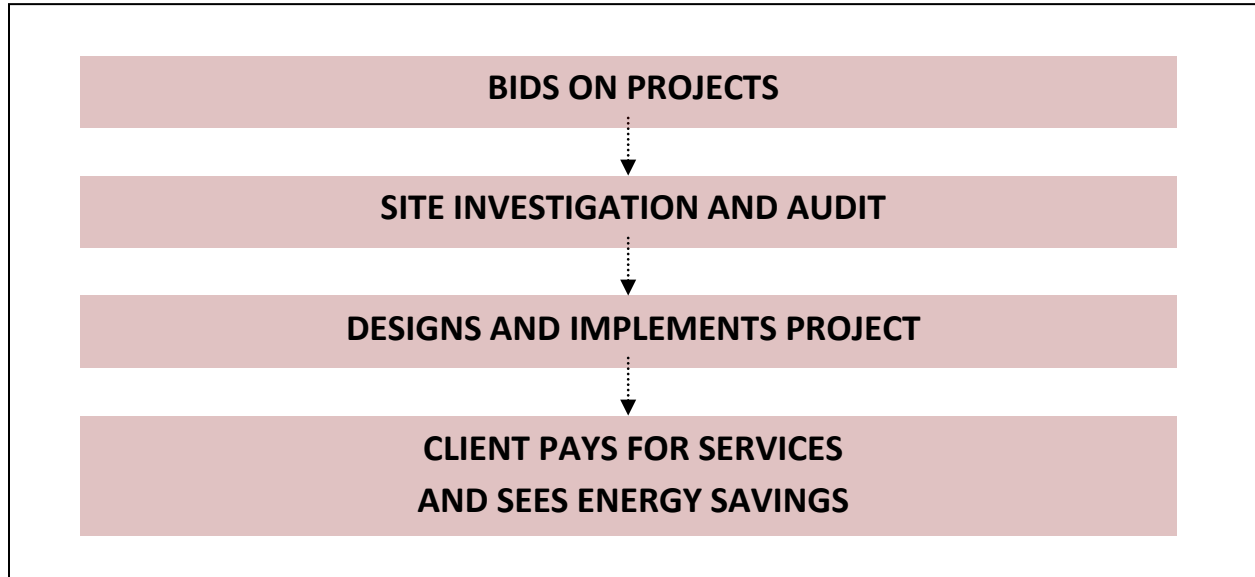 BIDS ON PROJECTS
SITE INVESTIGATION AND AUDIT
DESIGNS AND IMPLEMENTS PROJECT
CLIENT PAYS FOR SERVICES
AND SEES ENERGY SAVINGS